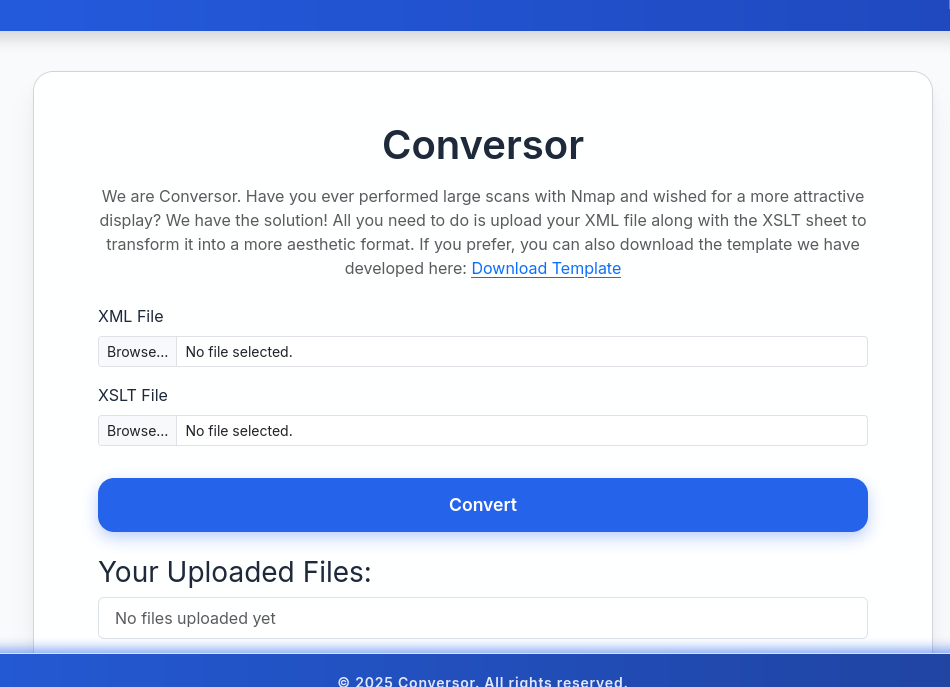 Conversor
We are Conversor. Have you ever performed large scans with Nmap and wished for a more attractive
display? We have the solution! All you need to do is upload your XML file along with the XSLT sheet to
transform it into a more aesthetic format. If you prefer, you can also download the template we have
developed here: Download Template
XML File
Browse... No file selected.
XSLT File
Browse... No file selected.
Convert
Your Uploaded Files:
No files uploaded yet
© 2025 Conversor. All rights reserved.